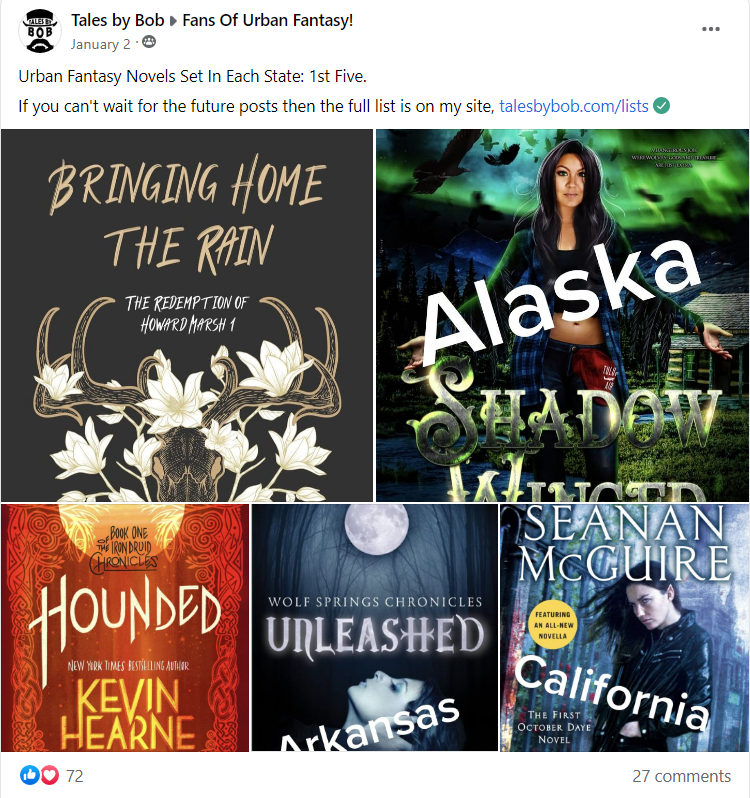 TALES BY
BOB
Tales by Bob ▸ Fans Of Urban Fantasy!
January 2 ·
Urban Fantasy Novels Set In Each State: 1st Five.
If you can't wait for the future posts then the full list is on my site, talesbybob.com/lists
BRINGING HOME
THE RAIN
THE REDEMPTION OF
HOWARD MARSH 1
A DANGEROUS JOB
Alaska
SHADOW
WINGED
BOOK ONE
OF THE IRON DRUID
CHRONICLES
HOUNDED
NEW YORK TIMES BESTSELLING AUTHOR
KEVIN
HEARNE
WOLF SPRINGS CHRONICLES
UNLEASHED
Arkansas
SEANAN
McGUIRE
FEATURING
AN ALL-NEW
NOVELLA
California
THE FIRST
OCTOBER DAYE
NOVEL
72
27 comments